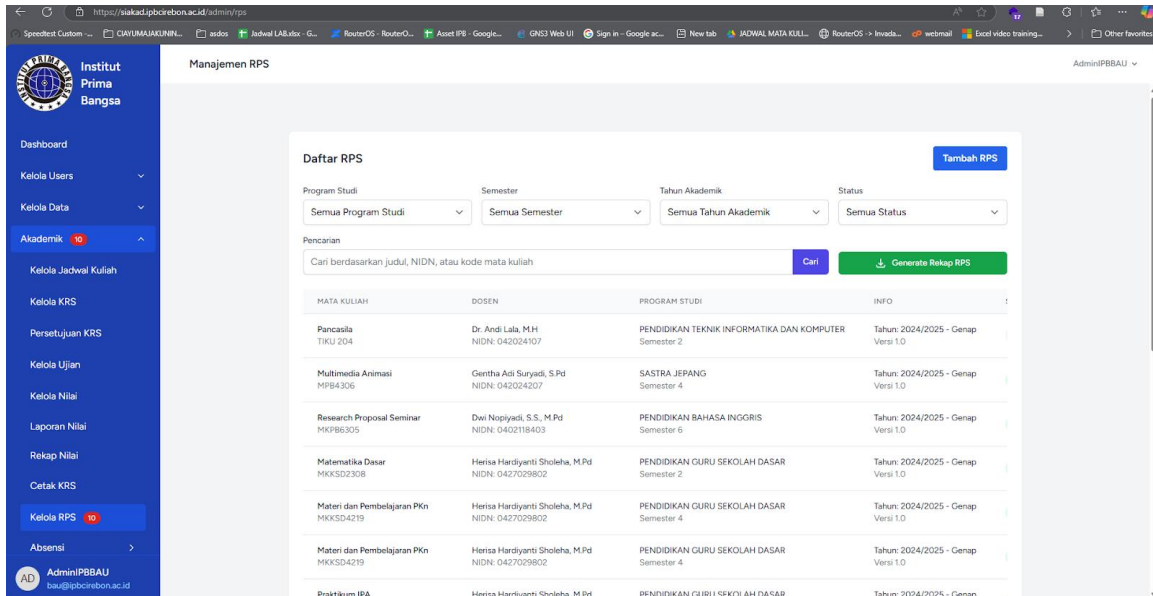 https://siakad.ipbcirebon.ac.id/admin/rps
17
Speedtest Custom -...
CIAYUMAJAKUNIN...
asdos
Jadwal LAB.xlsx - G...
RouterOS - RouterO...
Asset IPB - Google...
GNS3 Web UI
Sign in – Google ac...
New tab
JADWAL MATA KULI...
RouterOS -> Invada...
webmail
Excel video training...
Other favorites
Institut
Prima
Bangsa
Manajemen RPS
AdminIPBBAU
Dashboard
Kelola Users
Kelola Data
Akademik 10
Kelola Jadwal Kuliah
Kelola KRS
Persetujuan KRS
Kelola Ujian
Kelola Nilai
Laporan Nilai
Rekap Nilai
Cetak KRS
Kelola RPS 10
Absensi
AD
AdminIPBBAU
bau@ipbcirebon.ac.id
Daftar RPS
Tambah RPS
Program Studi Semester Tahun Akademik Status
Semua Program Studi Semua Semester Semua Tahun Akademik Semua Status
Pencarian
Cari berdasarkan judul, NIDN, atau kode mata kuliah Cari Generate Rekap RPS
MATA KULIAH DOSEN PROGRAM STUDI INFO
Pancasila Dr. Andi Lala, M.H PENDIDIKAN TEKNIK INFORMATIKA DAN KOMPUTER Tahun: 2024/2025 - Genap
TIKU 204 NIDN: 042024107 Semester 2 Versi 1.0
Multimedia Animasi Gentha Adi Suryadi, S.Pd SASTRA JEPANG Tahun: 2024/2025 - Genap
MPB4306 NIDN: 042024207 Semester 4 Versi 1.0
Research Proposal Seminar Dwi Nopiyadi, S.S., M.Pd PENDIDIKAN BAHASA INGGRIS Tahun: 2024/2025 - Genap
MKPB6305 NIDN: 0402118403 Semester 6 Versi 1.0
Matematika Dasar Herisa Hardiyanti Sholeha, M.Pd PENDIDIKAN GURU SEKOLAH DASAR Tahun: 2024/2025 - Genap
MKKSD2308 NIDN: 0427029802 Semester 2 Versi 1.0
Materi dan Pembelajaran PKn Herisa Hardiyanti Sholeha, M.Pd PENDIDIKAN GURU SEKOLAH DASAR Tahun: 2024/2025 - Genap
MKKSD4219 NIDN: 0427029802 Semester 4 Versi 1.0
Materi dan Pembelajaran PKn Herisa Hardiyanti Sholeha, M.Pd PENDIDIKAN GURU SEKOLAH DASAR Tahun: 2024/2025 - Genap
MKKSD4219 NIDN: 0427029802 Semester 4 Versi 1.0
Praktikum IPA Herisa Hardiyanti Sholeha, M.Pd PENDIDIKAN GURU SEKOLAH DASAR Tahun: 2024/2025 - Genap